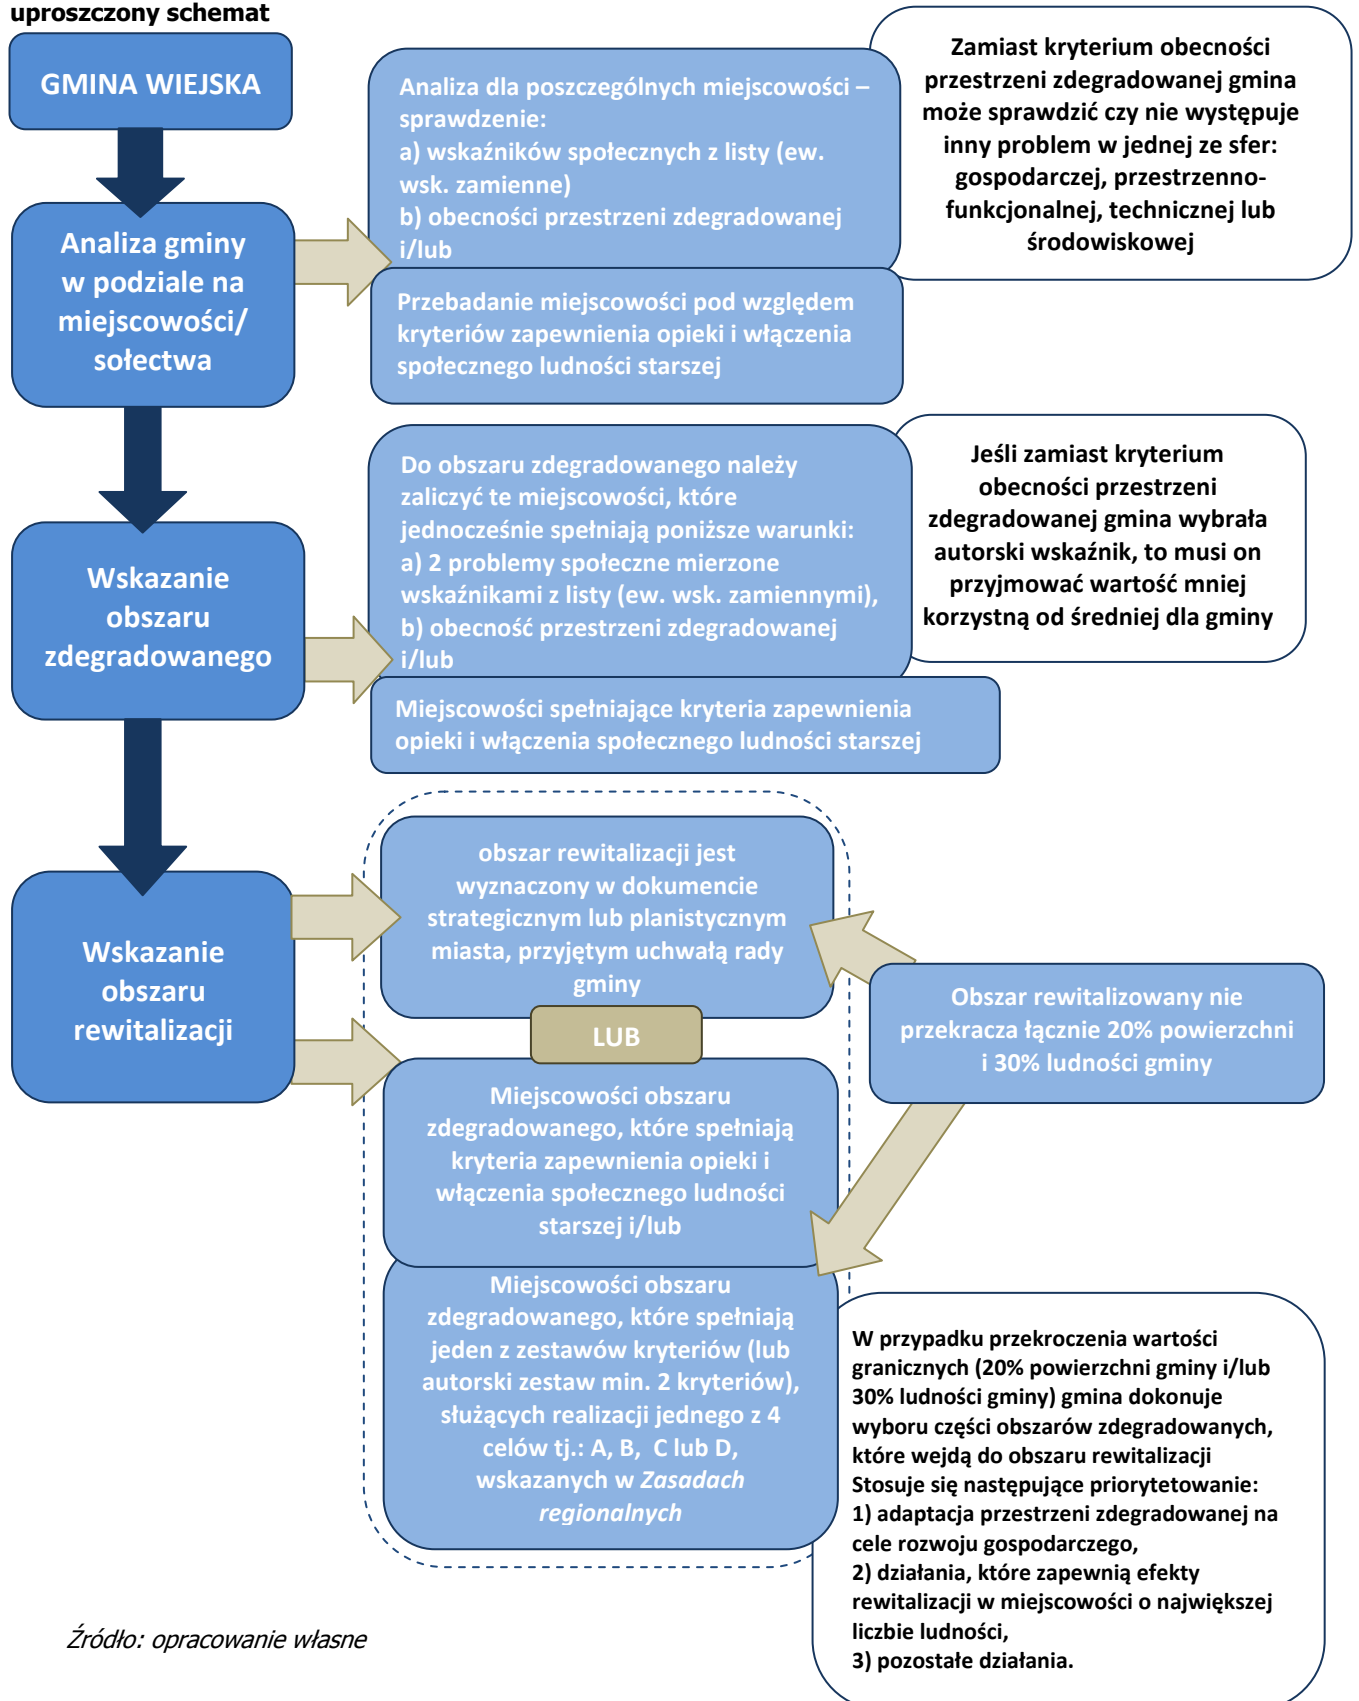 uproszczony schemat
GMINA WIEJSKA
Analiza gminy
w podziale na
miejscowości/
sołectwa
Analiza dla poszczególnych miejscowości –
sprawdzenie:
a) wskaźników społecznych z listy (ew.
wsk. zamienne)
b) obecności przestrzeni zdegradowanej
i/lub
Zamiast kryterium obecności
przestrzeni zdegradowanej gmina
może sprawdzić czy nie występuje
inny problem w jednej ze sfer:
gospodarczej, przestrzenno-
funkcjonalnej, technicznej lub
środowiskowej
Przebadanie miejscowości pod względem
kryteriów zapewnienia opieki i włączenia
społecznego ludności starszej
Wskazanie
obszaru
zdegradowanego
Do obszaru zdegradowanego należy
zaliczyć te miejscowości, które
jednocześnie spełniają poniższe warunki:
a) 2 problemy społeczne mierzone
wskaźnikami z listy (ew. wsk. zamiennymi),
b) obecność przestrzeni zdegradowanej
i/lub
Jeśli zamiast kryterium
obecności przestrzeni
zdegradowanej gmina wybrała
autorski wskaźnik, to musi on
przyjmować wartość mniej
korzystną od średniej dla gminy
Miejscowości spełniające kryteria zapewnienia
opieki i włączenia społecznego ludności starszej
Wskazanie
obszaru
rewitalizacji
obszar rewitalizacji jest
wyznaczony w dokumencie
strategicznym lub planistycznym
miasta, przyjętym uchwałą rady
gminy
LUB
Obszar rewitalizowany nie
przekracza łącznie 20% powierzchni
i 30% ludności gminy
Miejscowości obszaru
zdegradowanego, które spełniają
kryteria zapewnienia opieki i
włączenia społecznego ludności
starszej i/lub
Miejscowości obszaru
zdegradowanego, które spełniają
jeden z zestawów kryteriów (lub
autorski zestaw min. 2 kryteriów),
służących realizacji jednego z 4
celów tj.: A, B, C lub D,
wskazanych w Zasadach
regionalnych
W przypadku przekroczenia wartości
granicznych (20% powierzchni gminy i/lub
30% ludności gminy) gmina dokonuje
wyboru części obszarów zdegradowanych,
które wejdą do obszaru rewitalizacji
Stosuje się następujące priorytetowanie:
1) adaptacja przestrzeni zdegradowanej na
cele rozwoju gospodarczego,
2) działania, które zapewnią efekty
rewitalizacji w miejscowości o największej
liczbie ludności,
3) pozostałe działania.
Źródło: opracowanie własne